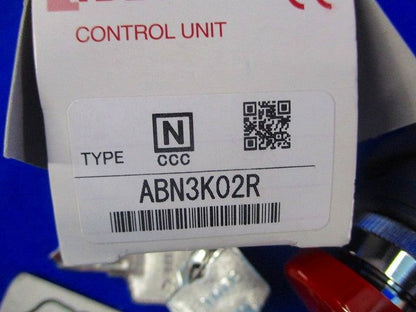 CONTROL UNIT
N
TYPE CCC
ABN3K02R